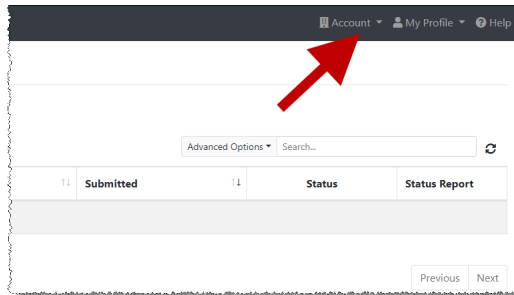 Account My Profile Help
Advanced Options Search...
Submitted Status Status Report
Previous Next